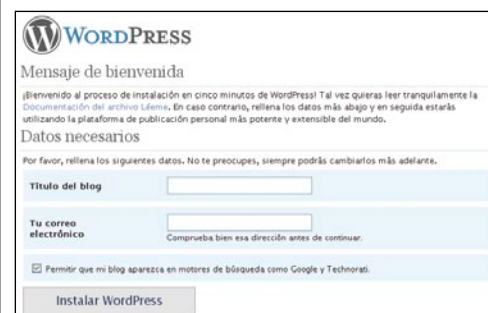 WORDPRESS
Mensaje de bienvenida
¡Bienvenido al proceso de instalación en cinco minutos de WordPress! Tal vez quieras leer tranquilamente la
Documentación del archivo Léeme. En caso contrario, rellena los datos más abajo y en seguida estarás
utilizando la plataforma de publicación personal más potente y extensible del mundo.
Datos necesarios
Por favor, rellena los siguientes datos. No te preocupes, siempre podrás cambiarlos más adelante.
Título del blog
Tu correo
electrónico
Comprueba bien esa dirección antes de continuar.
Permitir que mi blog aparezca en motores de búsqueda como Google y Technorati.
Instalar WordPress